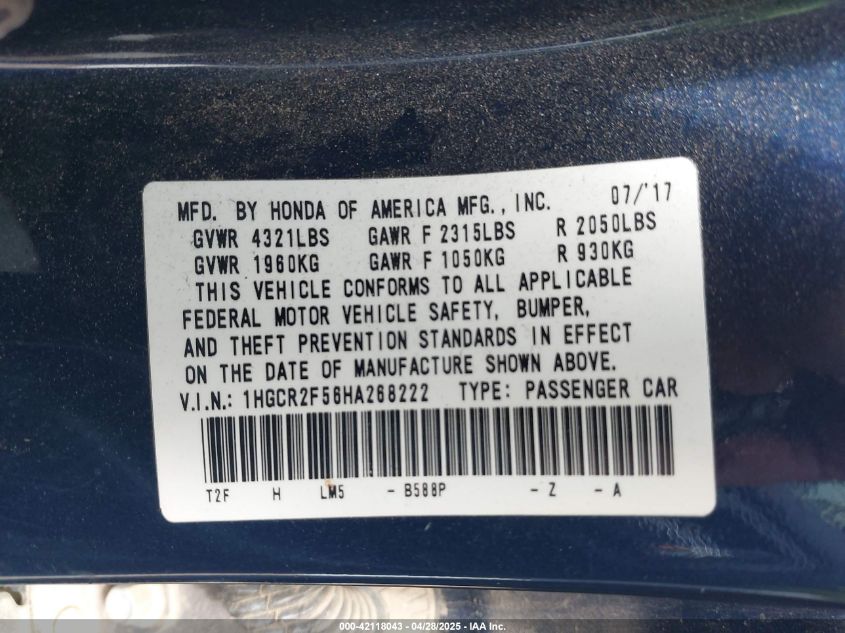 MFD. BY HONDA OF AMERICA MFG., INC. 07/'17
GVWR 4321LBS GAWR F 2315LBS R 2050LBS
GVWR 1960KG GAWR F 1050KG R 930KG
THIS VEHICLE CONFORMS TO ALL APPLICABLE
FEDERAL MOTOR VEHICLE SAFETY, BUMPER,
AND THEFT PREVENTION STANDARDS IN EFFECT
ON THE DATE OF MANUFACTURE SHOWN ABOVE.
V.I.N.: 1HGCR2F56HA268222 TYPE: PASSENGER CAR
T2F H LM5 - B588P - Z - A
000-42118043 / 04/28/2025 - IAA Inc.